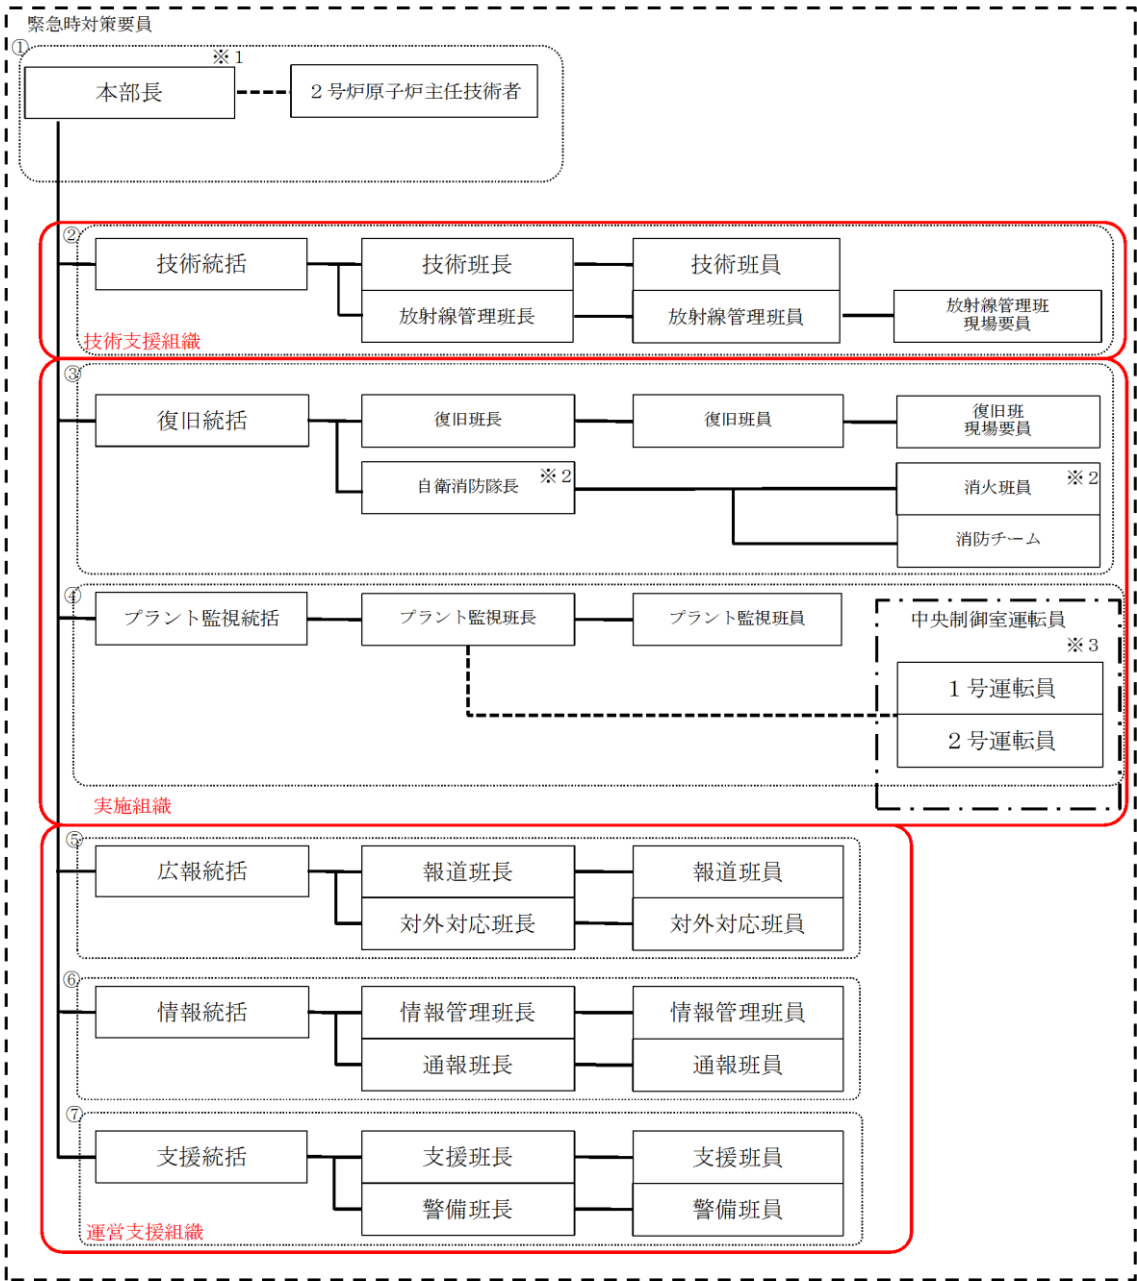 緊急時対策要員
①
※1
本部長
2号炉原子炉主任技術者
②
技術統括
技術班長
技術班員
放射線管理班長
放射線管理班員
放射線管理班
現場要員
技術支援組織
③
復旧統括
復旧班長
復旧班員
復旧班
現場要員
自衛消防隊長
※2
消火班員
※2
消防チーム
④
プラント監視統括
プラント監視班長
プラント監視班員
中央制御室運転員
※3
1号運転員
2号運転員
実施組織
⑤
広報統括
報道班長
報道班員
対外対応班長
対外対応班員
⑥
情報統括
情報管理班長
情報管理班員
通報班長
通報班員
⑦
支援統括
支援班長
支援班員
警備班長
警備班員
運営支援組織